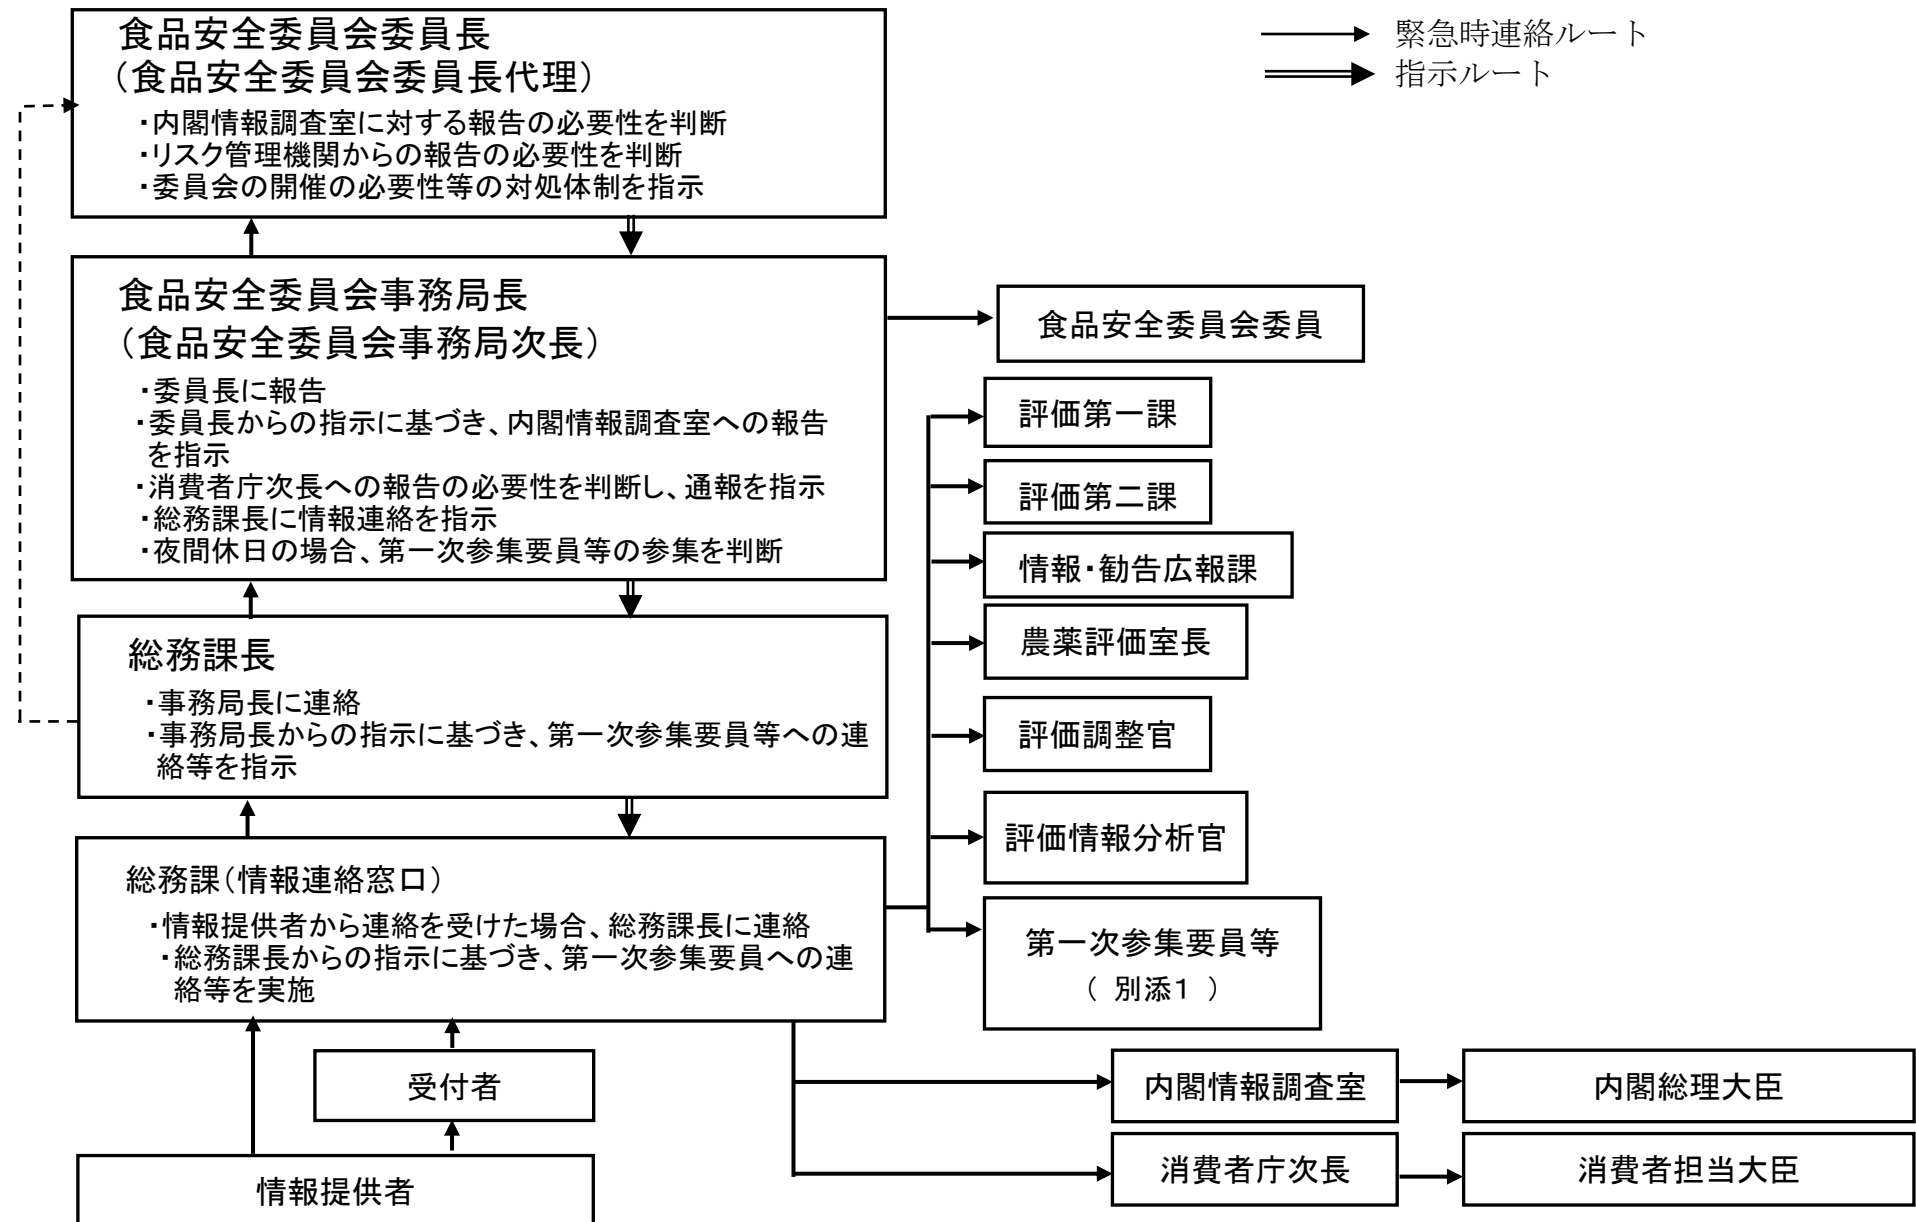 食品安全委員会委員長
（食品安全委員会委員長代理）
・内閣情報調査室に対する報告の必要性を判断
・リスク管理機関からの報告の必要性を判断
・委員会の開催の必要性等の対処体制を指示
緊急時連絡ルート
指示ルート
食品安全委員会事務局長
（食品安全委員会事務局次長）
・委員長に報告
・委員長からの指示に基づき、内閣情報調査室への報告
を指示
・消費者庁次長への報告の必要性を判断し、通報を指示
・総務課長に情報連絡を指示
・夜間休日の場合、第一次参集要員等の参集を判断
食品安全委員会委員
評価第一課
評価第二課
情報・勧告広報課
農薬評価室長
評価調整官
評価情報分析官
第一次参集要員等
（ 別添１ ）
総務課長
・事務局長に連絡
・事務局長からの指示に基づき、第一次参集要員等への連
絡等を指示
総務課（情報連絡窓口）
・情報提供者から連絡を受けた場合、総務課長に連絡
・総務課長からの指示に基づき、第一次参集要員への連
絡等を実施
受付者
情報提供者
内閣情報調査室
内閣総理大臣
消費者庁次長
消費者担当大臣